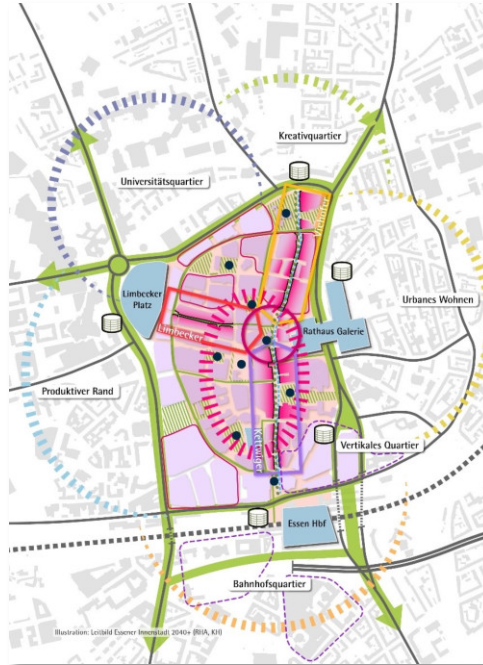 Kreativquartier
Universitätsquartier
Viehofer
Limbecker
Platz
Urbanes Wohnen
Rathaus Galerie
Limbecker
Produktiver Rand
Kettwiger
Vertikales Quartier
Essen Hbf
Bahnhofsquartier
Illustration: Leitbild Essener Innenstadt 2040+ (RHA, KH)